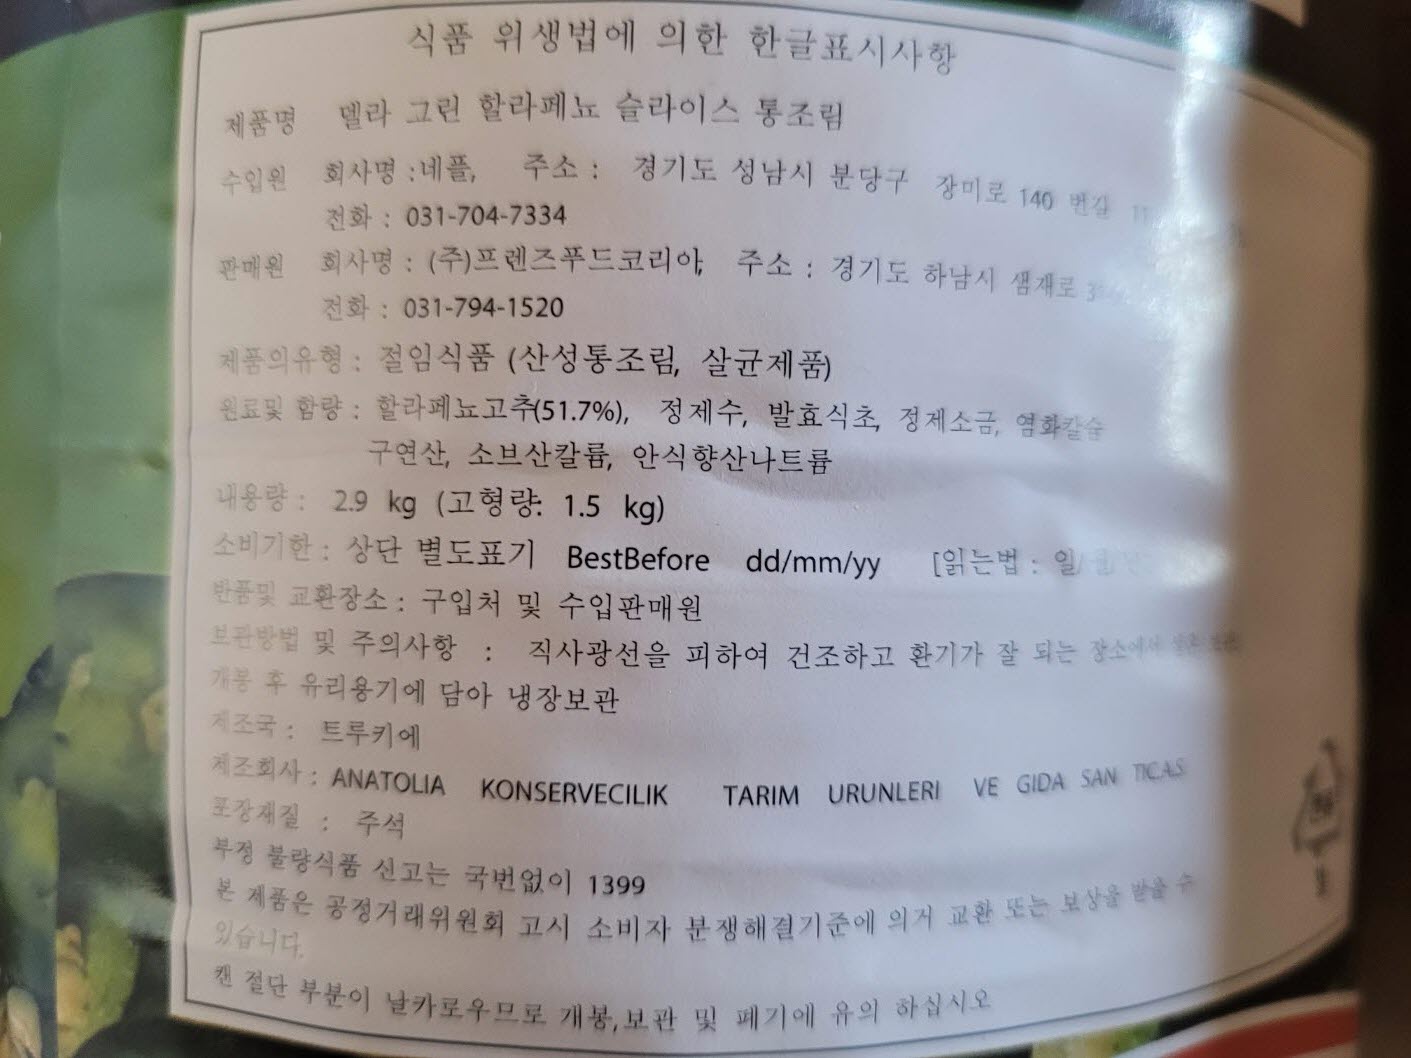 식품 위생법에 의한 한글표시사항
제품명 델라 그린 할라페뇨 슬라이스 통조림
수입원 회사명 :네플, 주소 : 경기도 성남시 분당구 장미로 140 번길 11
전화 : 031-704-7334
판매원 회사명 : (주)프렌즈푸드코리아, 주소 : 경기도 하남시 샘재로
전화 : 031-794-1520
제품의유형 : 절임식품 (산성통조림, 살균제품)
원료및 함량 : 할라페뇨고추(51.7%), 정제수, 발효식초, 정제소금, 염화칼슘
구연산, 소브산칼륨, 안식향산나트륨
내용량 : 2.9 kg (고형량: 1.5 kg)
소비기한 : 상단 별도표기 BestBefore dd/mm/yy [읽는법 : 일/월/년
반품및 교환장소 : 구입처 및 수입판매원
보관방법 및 주의사항 : 직사광선을 피하여 건조하고 환기가 잘 되는 장소에서 실온 보관
개봉 후 유리용기에 담아 냉장보관
제조국 : 트루키에
제조회사 : ANATOLIA KONSERVECILIK TARIM URUNLERI VE GIDA SAN TIC.A.S
포장재질 : 주석
부정 불량식품 신고는 국번없이 1399
본 제품은 공정거래위원회 고시 소비자 분쟁해결기준에 의거 교환 또는 보상을 받을 수
있습니다.
캔 절단 부분이 날카로우므로 개봉,보관 및 폐기에 유의 하십시오